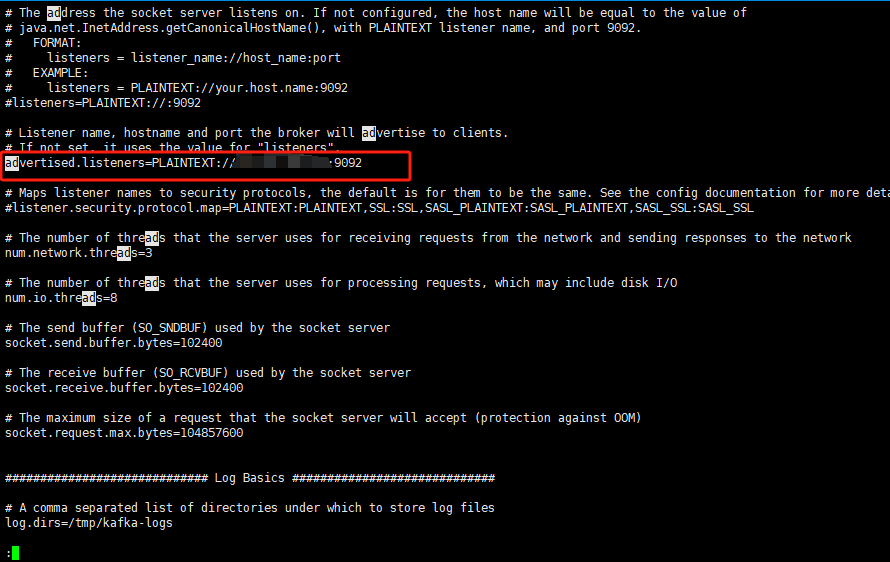 # The address the socket server listens on. If not configured, the host name will be equal to the value of
# java.net.InetAddress.getCanonicalHostName(), with PLAINTEXT listener name, and port 9092.
#   FORMAT:
#     listeners = listener_name://host_name:port
#   EXAMPLE:
#     listeners = PLAINTEXT://your.host.name:9092
#listeners=PLAINTEXT://:9092
# Listener name, hostname and port the broker will advertise to clients.
# If not set, it uses the value for "listeners".
advertised.listeners=PLAINTEXT:// :9092
# Maps listener names to security protocols, the default is for them to be the same. See the config documentation for more
#listener.security.protocol.map=PLAINTEXT:PLAINTEXT,SSL:SSL,SASL_PLAINTEXT:SASL_PLAINTEXT,SASL_SSL:SASL_SSL
# The number of threads that the server uses for receiving requests from the network and sending responses to the network
num.network.threads=3
# The number of threads that the server uses for processing requests, which may include disk I/O
num.io.threads=8
# The send buffer (SO_SNDBUF) used by the socket server
socket.send.buffer.bytes=102400
# The receive buffer (SO_RCVBUF) used by the socket server
socket.receive.buffer.bytes=102400
# The maximum size of a request that the socket server will accept (protection against OOM)
socket.request.max.bytes=104857600
############################# Log Basics #############################
# A comma separated list of directories under which to store log files
log.dirs=/tmp/kafka-logs
: